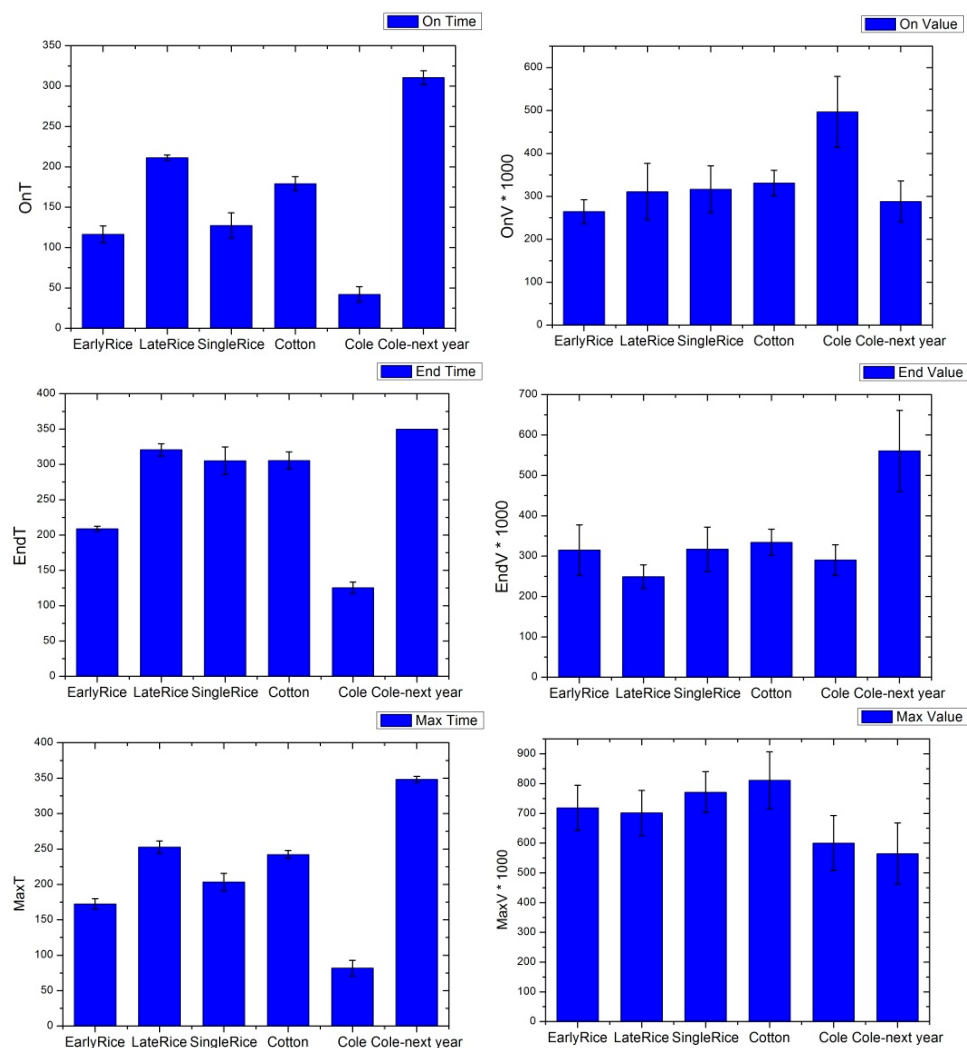 On Time
350
300
250
200
150
100
50
0
OnT
EarlyRice LateRice SingleRice Cotton Cole Cole-next year
On Value
600
500
400
300
200
100
0
OnV * 1000
EarlyRice LateRice SingleRice Cotton Cole Cole-next year
End Time
400
350
300
250
200
150
100
50
0
EndT
EarlyRice LateRice SingleRice Cotton Cole Cole-next year
End Value
700
600
500
400
300
200
100
0
EndV * 1000
EarlyRice LateRice SingleRice Cotton Cole Cole-next year
Max Time
400
350
300
250
200
150
100
50
0
MaxT
EarlyRice LateRice SingleRice Cotton Cole Cole-next year
Max Value
900
800
700
600
500
400
300
200
100
0
MaxV * 1000
EarlyRice LateRice SingleRice Cotton Cole Cole-next year